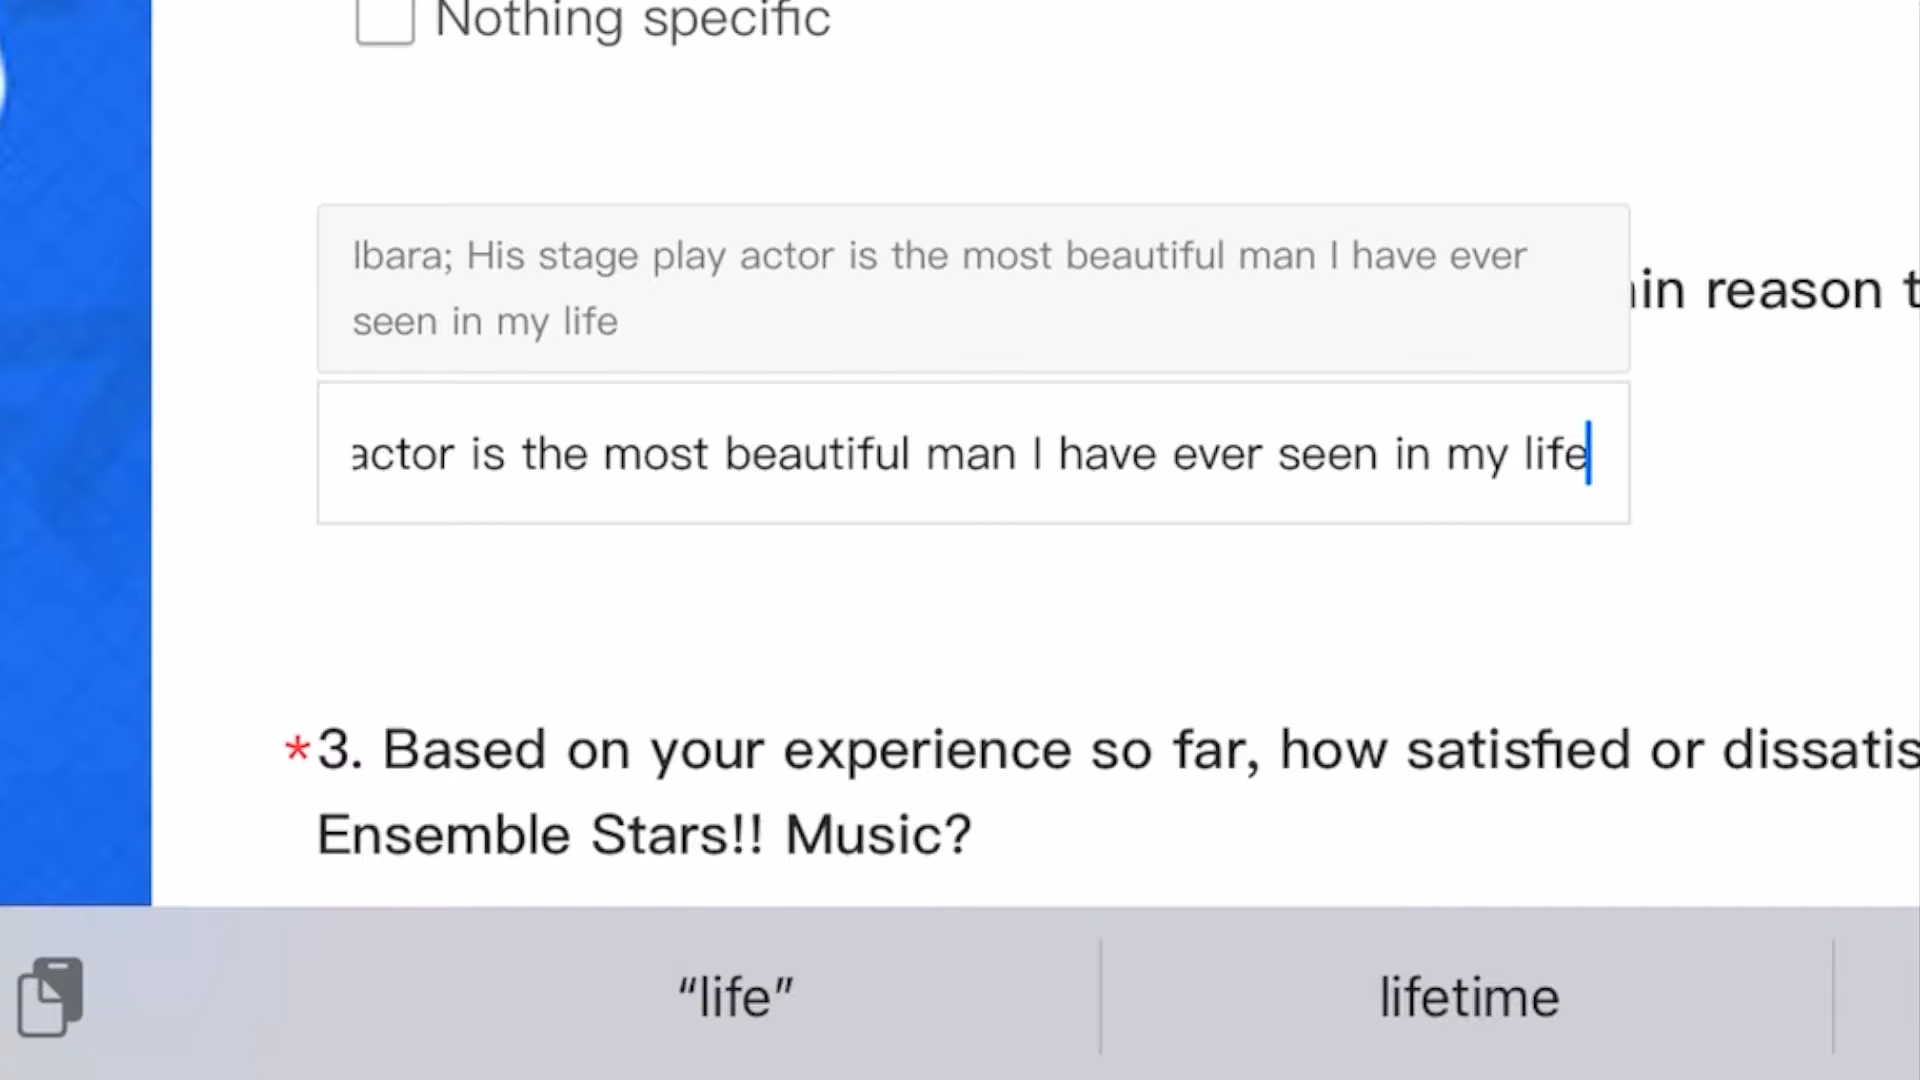 Nothing specific
Ibara; His stage play actor is the most beautiful man I have ever
seen in my life
in reason t
actor is the most beautiful man I have ever seen in my life
*3. Based on your experience so far, how satisfied or dissatis
Ensemble Stars!! Music?
“life” lifetime